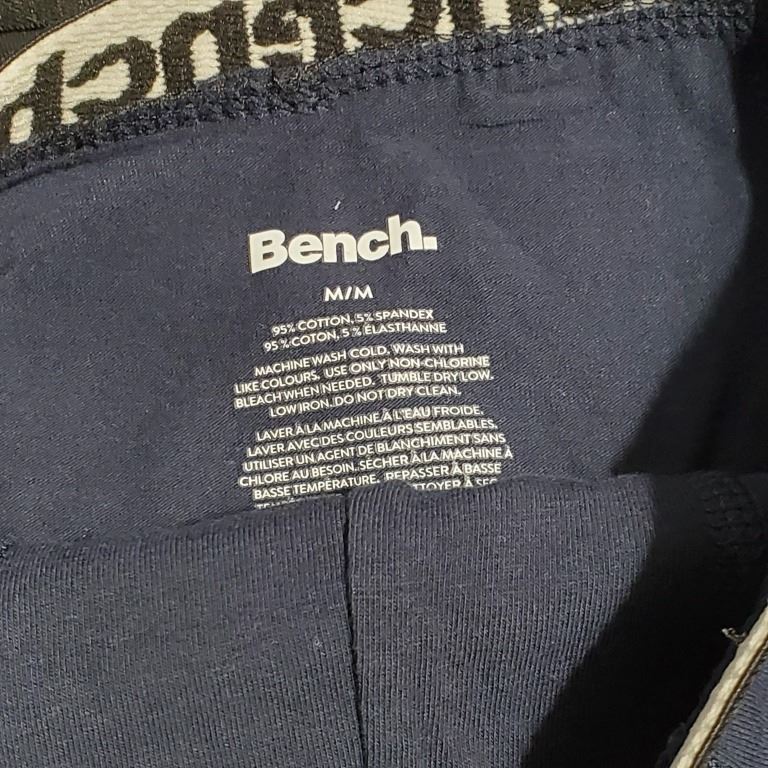 Bench.
M/M
95% COTTON, 5% SPANDEX
95% COTON, 5% ÉLASTHANNE
MACHINE WASH COLD, WASH WITH
LIKE COLOURS. USE ONLY NON-CHLORINE
BLEACH WHEN NEEDED. TUMBLE DRY LOW.
LOW IRON. DO NOT DRY CLEAN.
LAVER À LA MACHINE À L'EAU FROIDE.
LAVER AVEC DES COULEURS SEMBLABLES.
UTILISER UN AGENT DE BLANCHIMENT SANS
CHLORE AU BESOIN. SÉCHER À LA MACHINE À
BASSE TEMPÉRATURE. REPASSER À BASSE